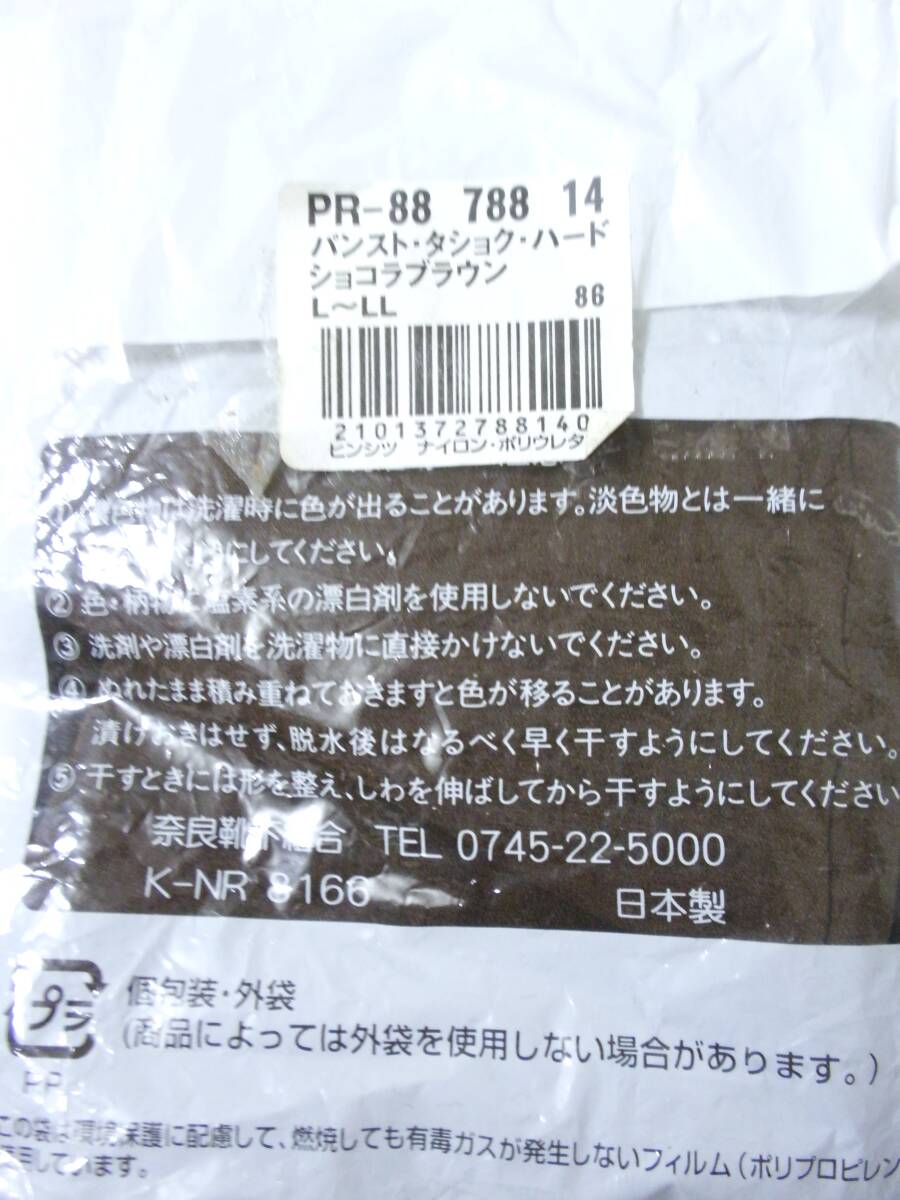 PR-88 788 14
パンスト・タショク・ハード
ショコラブラウン
L〜LL 86
2101372788140
ヒンシツ ナイロン・ポリウレタ
は洗濯時に色が出ることがあります。淡色物とは一緒に
にしてください。
② 色・柄物 塩素系の漂白剤を使用しないでください。
③ 洗剤や漂白剤を洗濯物に直接かけないでください。
④ ぬれたまま積み重ねておきますと色が移ることがあります。
漬けおきはせず、脱水後はなるべく早く干すようにしてください。
⑤ 干すときには形を整え、しわを伸ばしてから干すようにしてください
奈良靴下組合 TEL 0745-22-5000
K-NR 8166 日本製
プラ 個包装・外袋
(商品によっては外袋を使用しない場合があります。)
PP
この袋は環境保護に配慮して、燃焼しても有毒ガスが発生しないフィルム(ポリプロピレン
使用しています。